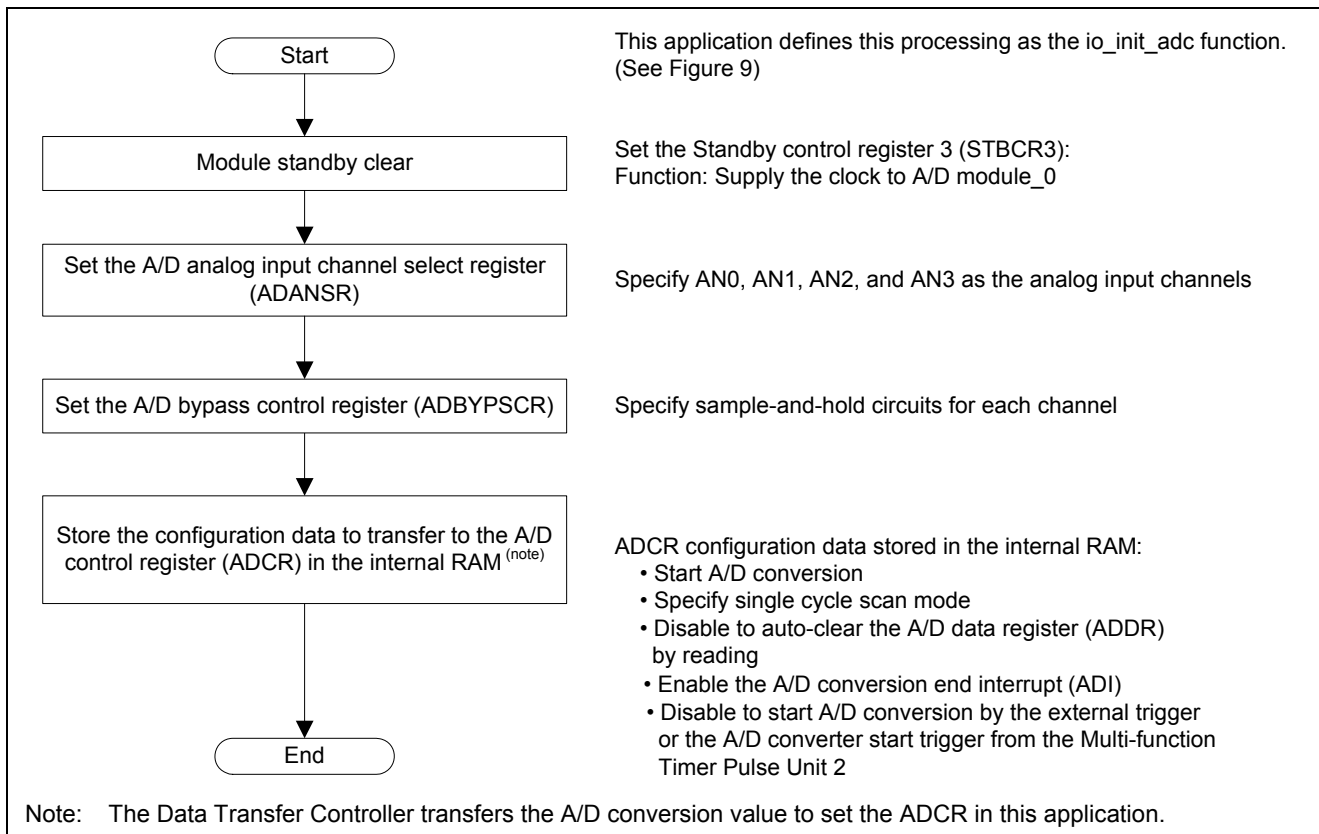 Start
This application defines this processing as the io_init_adc function.
(See Figure 9)
Module standby clear
Set the Standby control register 3 (STBCR3):
Function: Supply the clock to A/D module_0
Set the A/D analog input channel select register
(ADANSR)
Specify AN0, AN1, AN2, and AN3 as the analog input channels
Set the A/D bypass control register (ADBYPSCR)
Specify sample-and-hold circuits for each channel
Store the configuration data to transfer to the A/D
control register (ADCR) in the internal RAM (note)
ADCR configuration data stored in the internal RAM:
• Start A/D conversion
• Specify single cycle scan mode
• Disable to auto-clear the A/D data register (ADDR)
by reading
• Enable the A/D conversion end interrupt (ADI)
• Disable to start A/D conversion by the external trigger
or the A/D converter start trigger from the Multi-function
Timer Pulse Unit 2
End
Note: The Data Transfer Controller transfers the A/D conversion value to set the ADCR in this application.